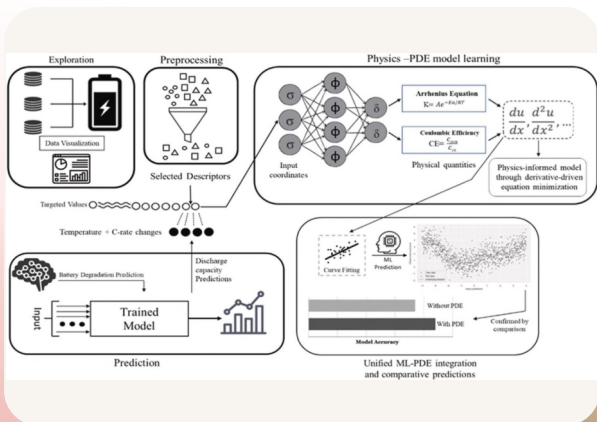 Exploration
Data Visualization
Preprocessing
Selected Descriptors
Physics –PDE model learning
σ
σ
σ
ϕ
ϕ
ϕ
ϕ
δ
δ
Input
coordinates
Arrhenius Equation
K= Ae^{-Ea/RT}
Coulombic Efficiency
CE=
Physical quantities
du/dx, d²u/dx², ...
Physics-informed model
through derivative-driven
equation minimization
Targeted Values
Temperature + C-rate changes
Battery Degradation Prediction
Discharge
capacity
Predictions
Input
Trained
Model
Prediction
Curve Fitting
ML
Prediction
Without PDE
With PDE
Model Accuracy
Confirmed by
comparison
Unified ML-PDE integration
and comparative predictions